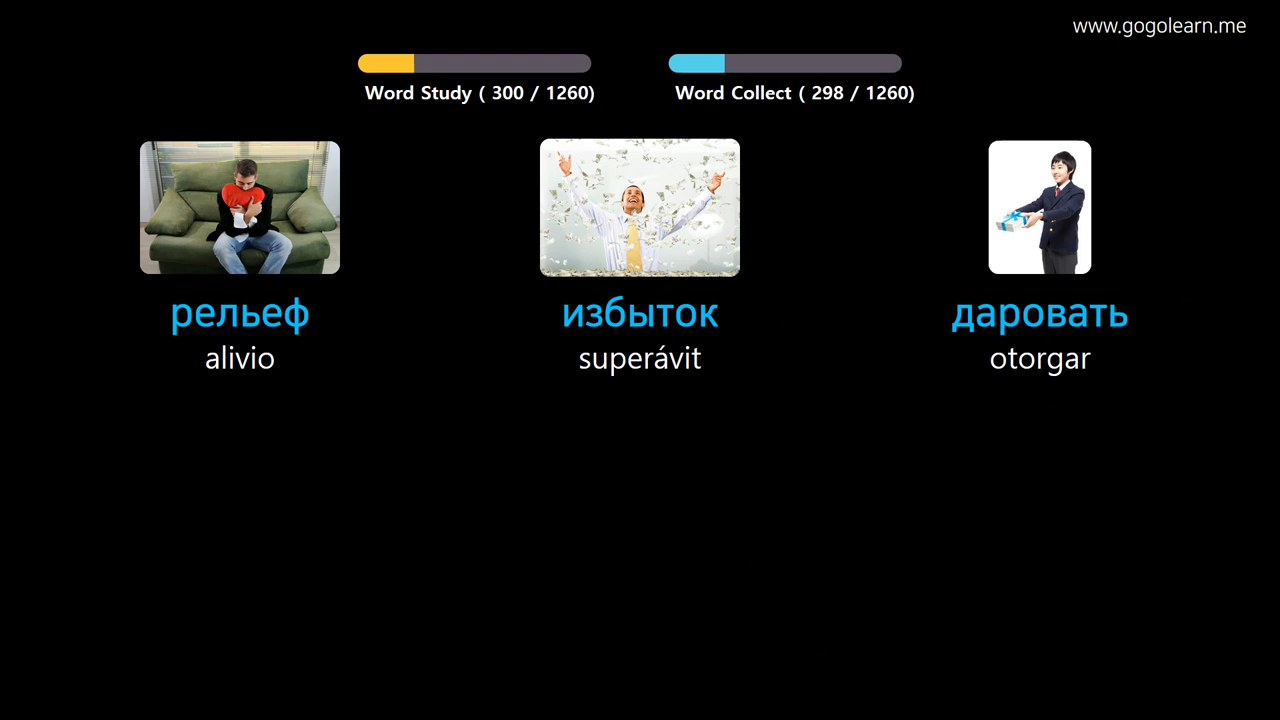 www.gogolearn.me
Word Study ( 300 / 1260)
Word Collect ( 298 / 1260)
рельеф
alivio
избыток
superávit
даровать
otorgar